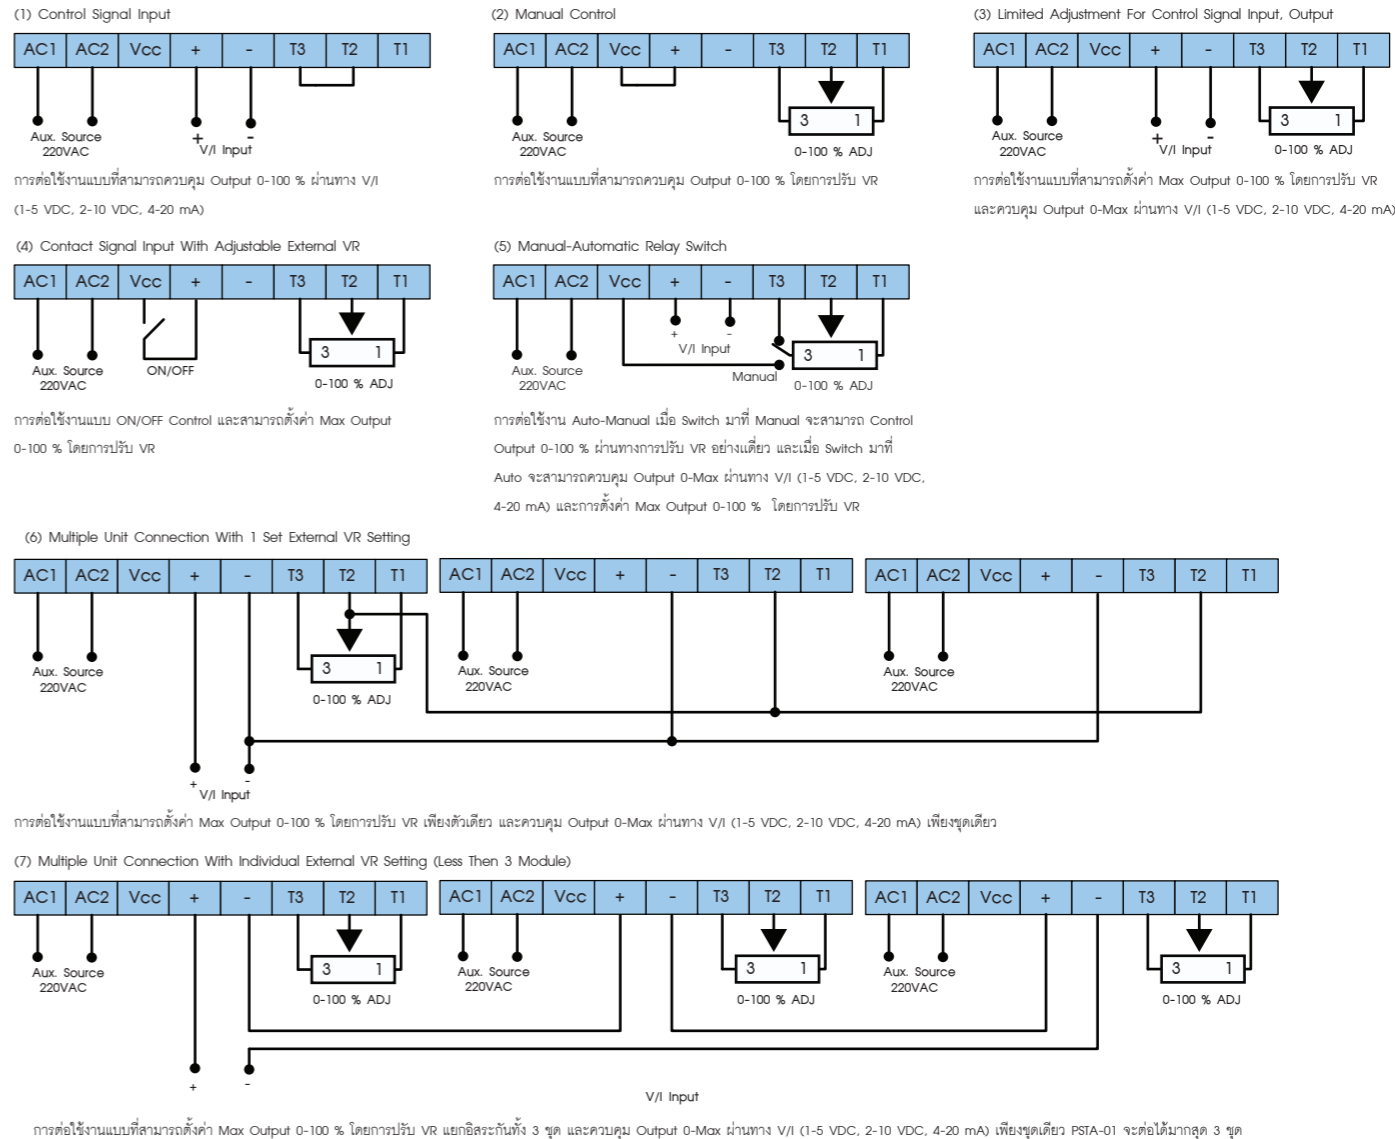 (1) Control Signal Input
AC1 AC2 Vcc + - T3 T2 T1
Aux. Source
220VAC
+ -
V/I Input
การต่อใช้งานแบบที่สามารถควบคุม Output 0-100 % ผ่านทาง V/I
(1-5 VDC, 2-10 VDC, 4-20 mA)
(2) Manual Control
AC1 AC2 Vcc + - T3 T2 T1
Aux. Source
220VAC
3 1
0-100 % ADJ
การต่อใช้งานแบบที่สามารถควบคุม Output 0-100 % โดยการปรับ VR
(3) Limited Adjustment For Control Signal Input, Output
AC1 AC2 Vcc + - T3 T2 T1
Aux. Source
220VAC
+ -
V/I Input
3 1
0-100 % ADJ
การต่อใช้งานแบบที่สามารถตั้งค่า Max Output 0-100 % โดยการปรับ VR
และควบคุม Output 0-Max ผ่านทาง V/I (1-5 VDC, 2-10 VDC, 4-20 mA)
(4) Contact Signal Input With Adjustable External VR
AC1 AC2 Vcc + - T3 T2 T1
Aux. Source
220VAC
ON/OFF
3 1
0-100 % ADJ
การต่อใช้งานแบบ ON/OFF Control และสามารถตั้งค่า Max Output
0-100 % โดยการปรับ VR
(5) Manual-Automatic Relay Switch
AC1 AC2 Vcc + - T3 T2 T1
Aux. Source
220VAC
+ -
V/I Input
Manual
3 1
0-100 % ADJ
การต่อใช้งาน Auto-Manual เมื่อ Switch มาที่ Manual จะสามารถ Control
Output 0-100 % ผ่านทางการปรับ VR อย่างเดี่ยว และเมื่อ Switch มาที่
Auto จะสามารถควบคุม Output 0-Max ผ่านทาง V/I (1-5 VDC, 2-10 VDC,
4-20 mA) และการตั้งค่า Max Output 0-100 % โดยการปรับ VR
(6) Multiple Unit Connection With 1 Set External VR Setting
AC1 AC2 Vcc + - T3 T2 T1 AC1 AC2 Vcc + - T3 T2 T1 AC1 AC2 Vcc + - T3 T2 T1
3 1
Aux. Source Aux. Source Aux. Source
220VAC 220VAC 220VAC
0-100 % ADJ
+ -
V/I Input
การต่อใช้งานแบบที่สามารถตั้งค่า Max Output 0-100 % โดยการปรับ VR เพียงตัวเดียว และควบคุม Output 0-Max ผ่านทาง V/I (1-5 VDC, 2-10 VDC, 4-20 mA) เพียงชุดเดียว
(7) Multiple Unit Connection With Individual External VR Setting (Less Then 3 Module)
AC1 AC2 Vcc + - T3 T2 T1 AC1 AC2 Vcc + - T3 T2 T1 AC1 AC2 Vcc + - T3 T2 T1
3 1 3 1 3 1
Aux. Source Aux. Source Aux. Source
220VAC 220VAC 220VAC
0-100 % ADJ 0-100 % ADJ 0-100 % ADJ
+ -
V/I Input
การต่อใช้งานแบบที่สามารถตั้งค่า Max Output 0-100 % โดยการปรับ VR แยกอิสระกันทั้ง 3 ชุด และควบคุม Output 0-Max ผ่านทาง V/I (1-5 VDC, 2-10 VDC, 4-20 mA) เพียงชุดเดียว PSTA-01 จะต่อได้มากสุด 3 ชุด